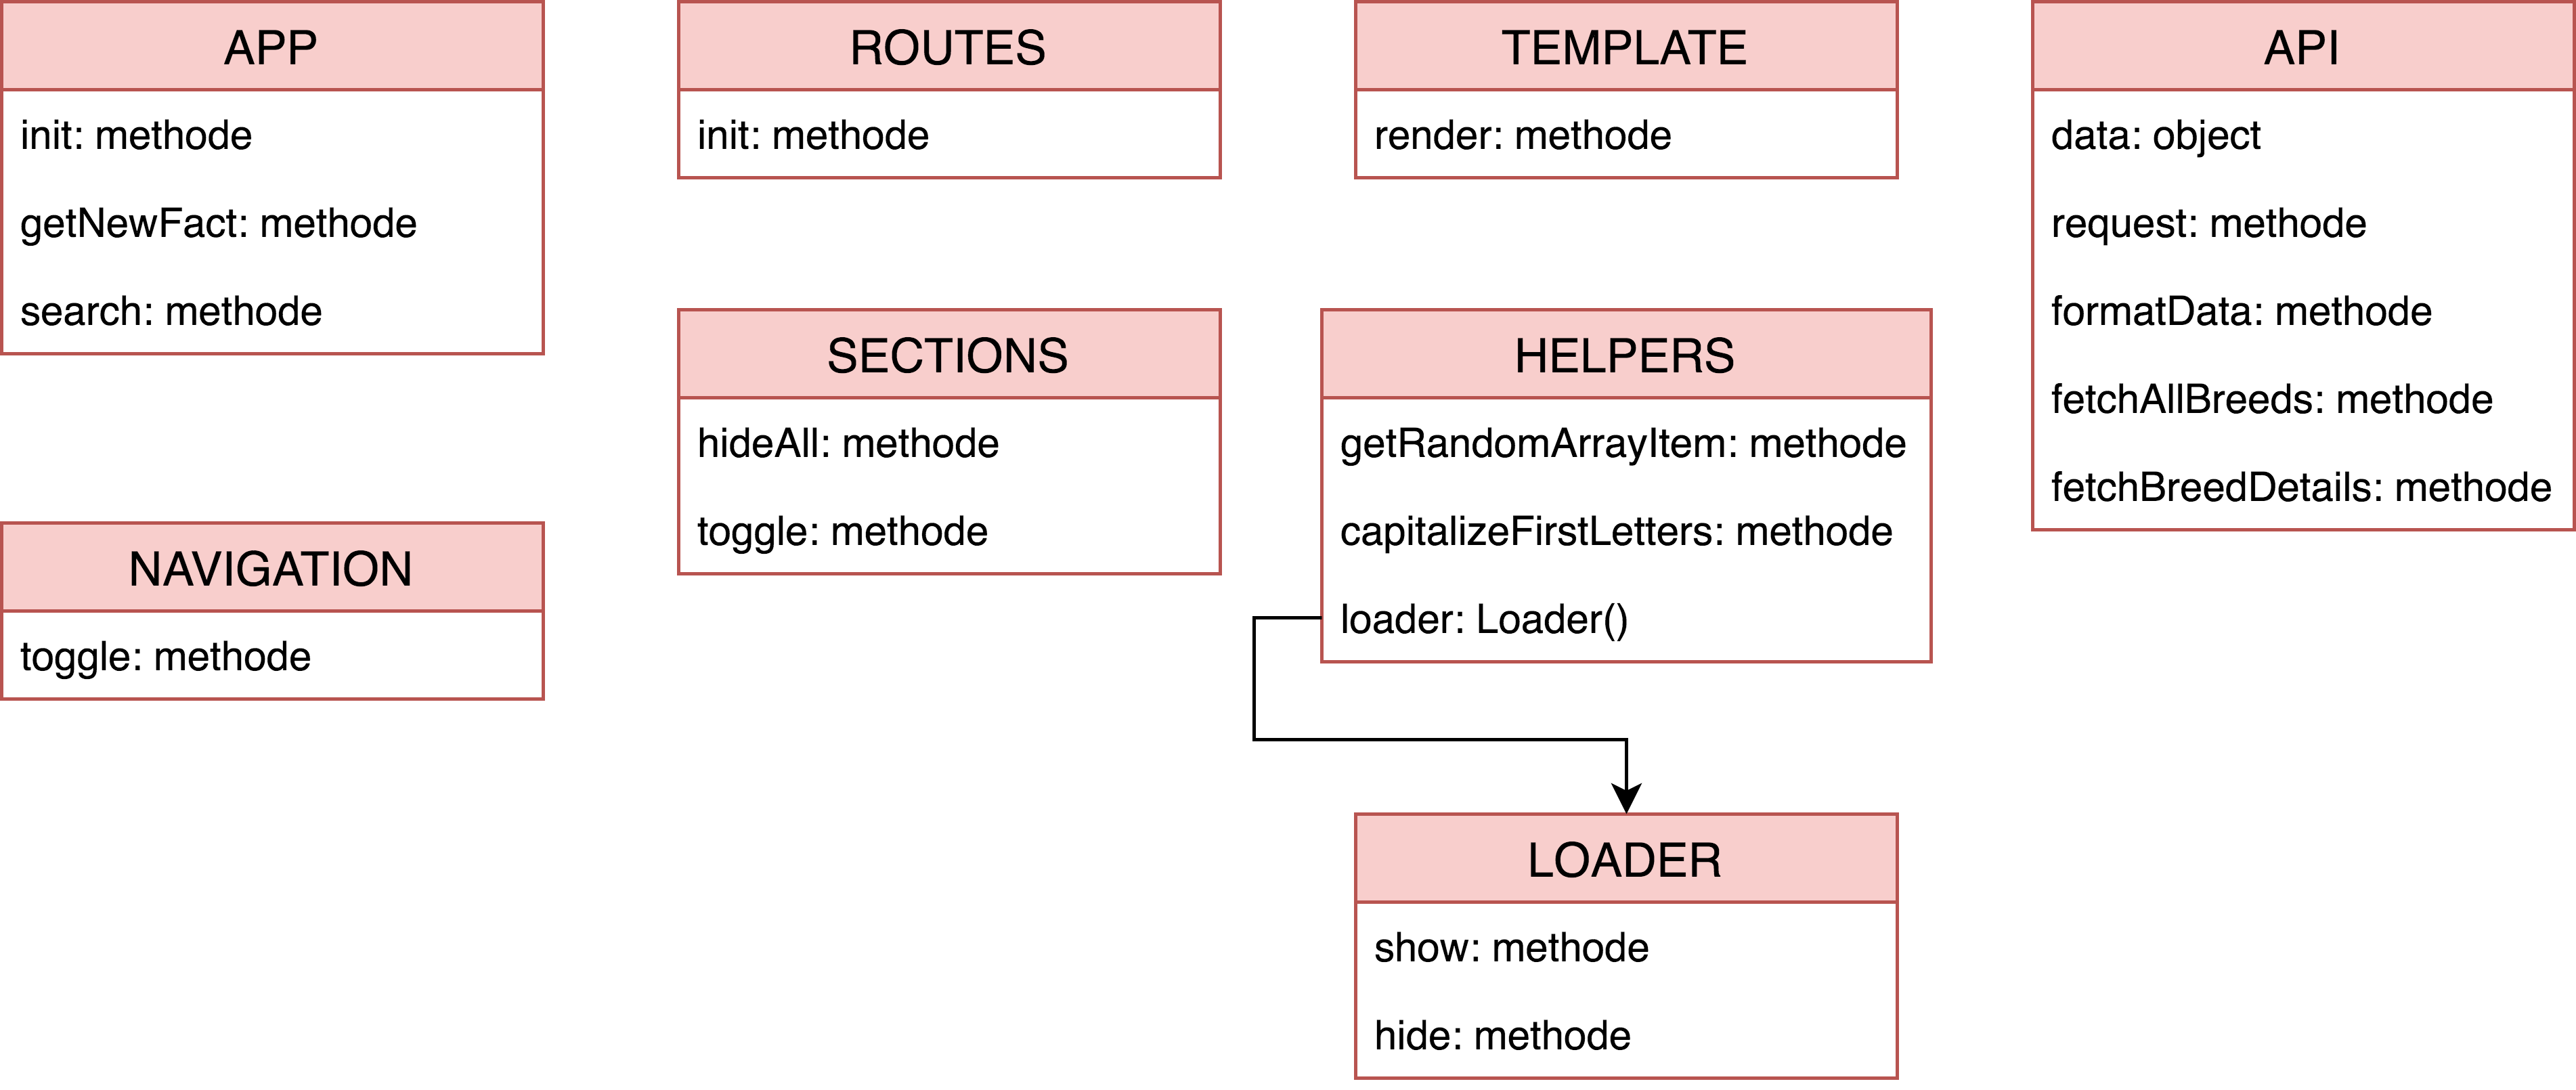 APP
init: methode
getNewFact: methode
search: methode
ROUTES
init: methode
TEMPLATE
render: methode
API
data: object
request: methode
formatData: methode
fetchAllBreeds: methode
fetchBreedDetails: methode
SECTIONS
hideAll: methode
toggle: methode
HELPERS
getRandomArrayItem: methode
capitalizeFirstLetters: methode
loader: Loader()
NAVIGATION
toggle: methode
LOADER
show: methode
hide: methode